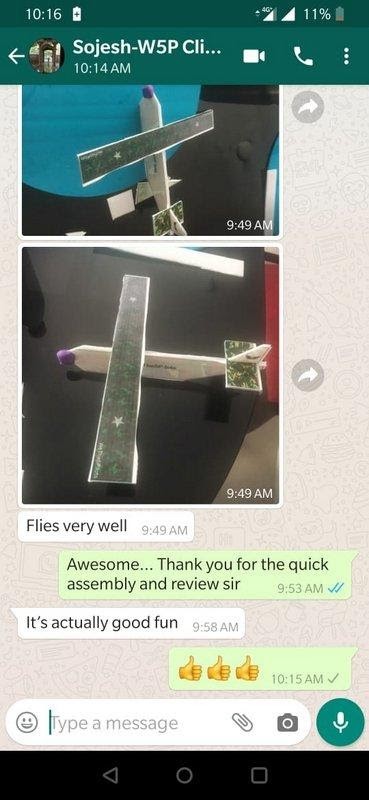 10:16
4G
11%
Sojesh-W5P Cli...
10:14 AM
9:49 AM
9:49 AM
Flies very well 9:49 AM
Awesome... Thank you for the quick
assembly and review sir 9:53 AM
It's actually good fun 9:58 AM
👍👍👍 10:15 AM
Type a message